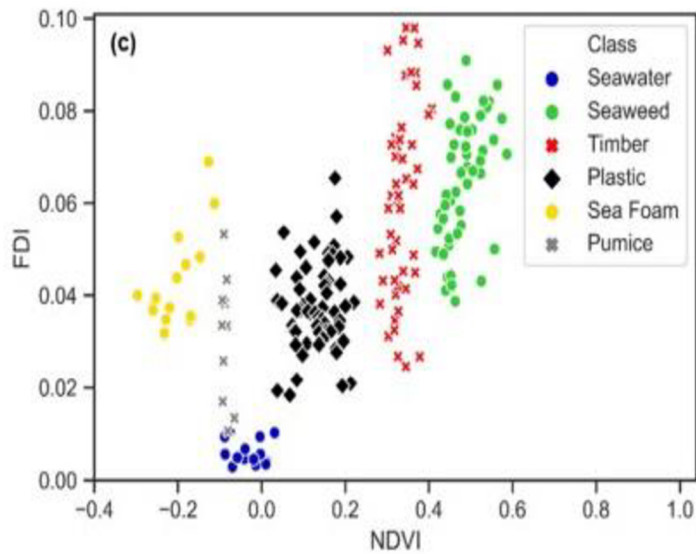 0.10
(c)
Class
Seawater
Seaweed
Timber
Plastic
Sea Foam
Pumice
0.08
0.06
FDI
0.04
0.02
0.00
−0.4 −0.2 0.0 0.2 0.4 0.6 0.8 1.0
NDVI